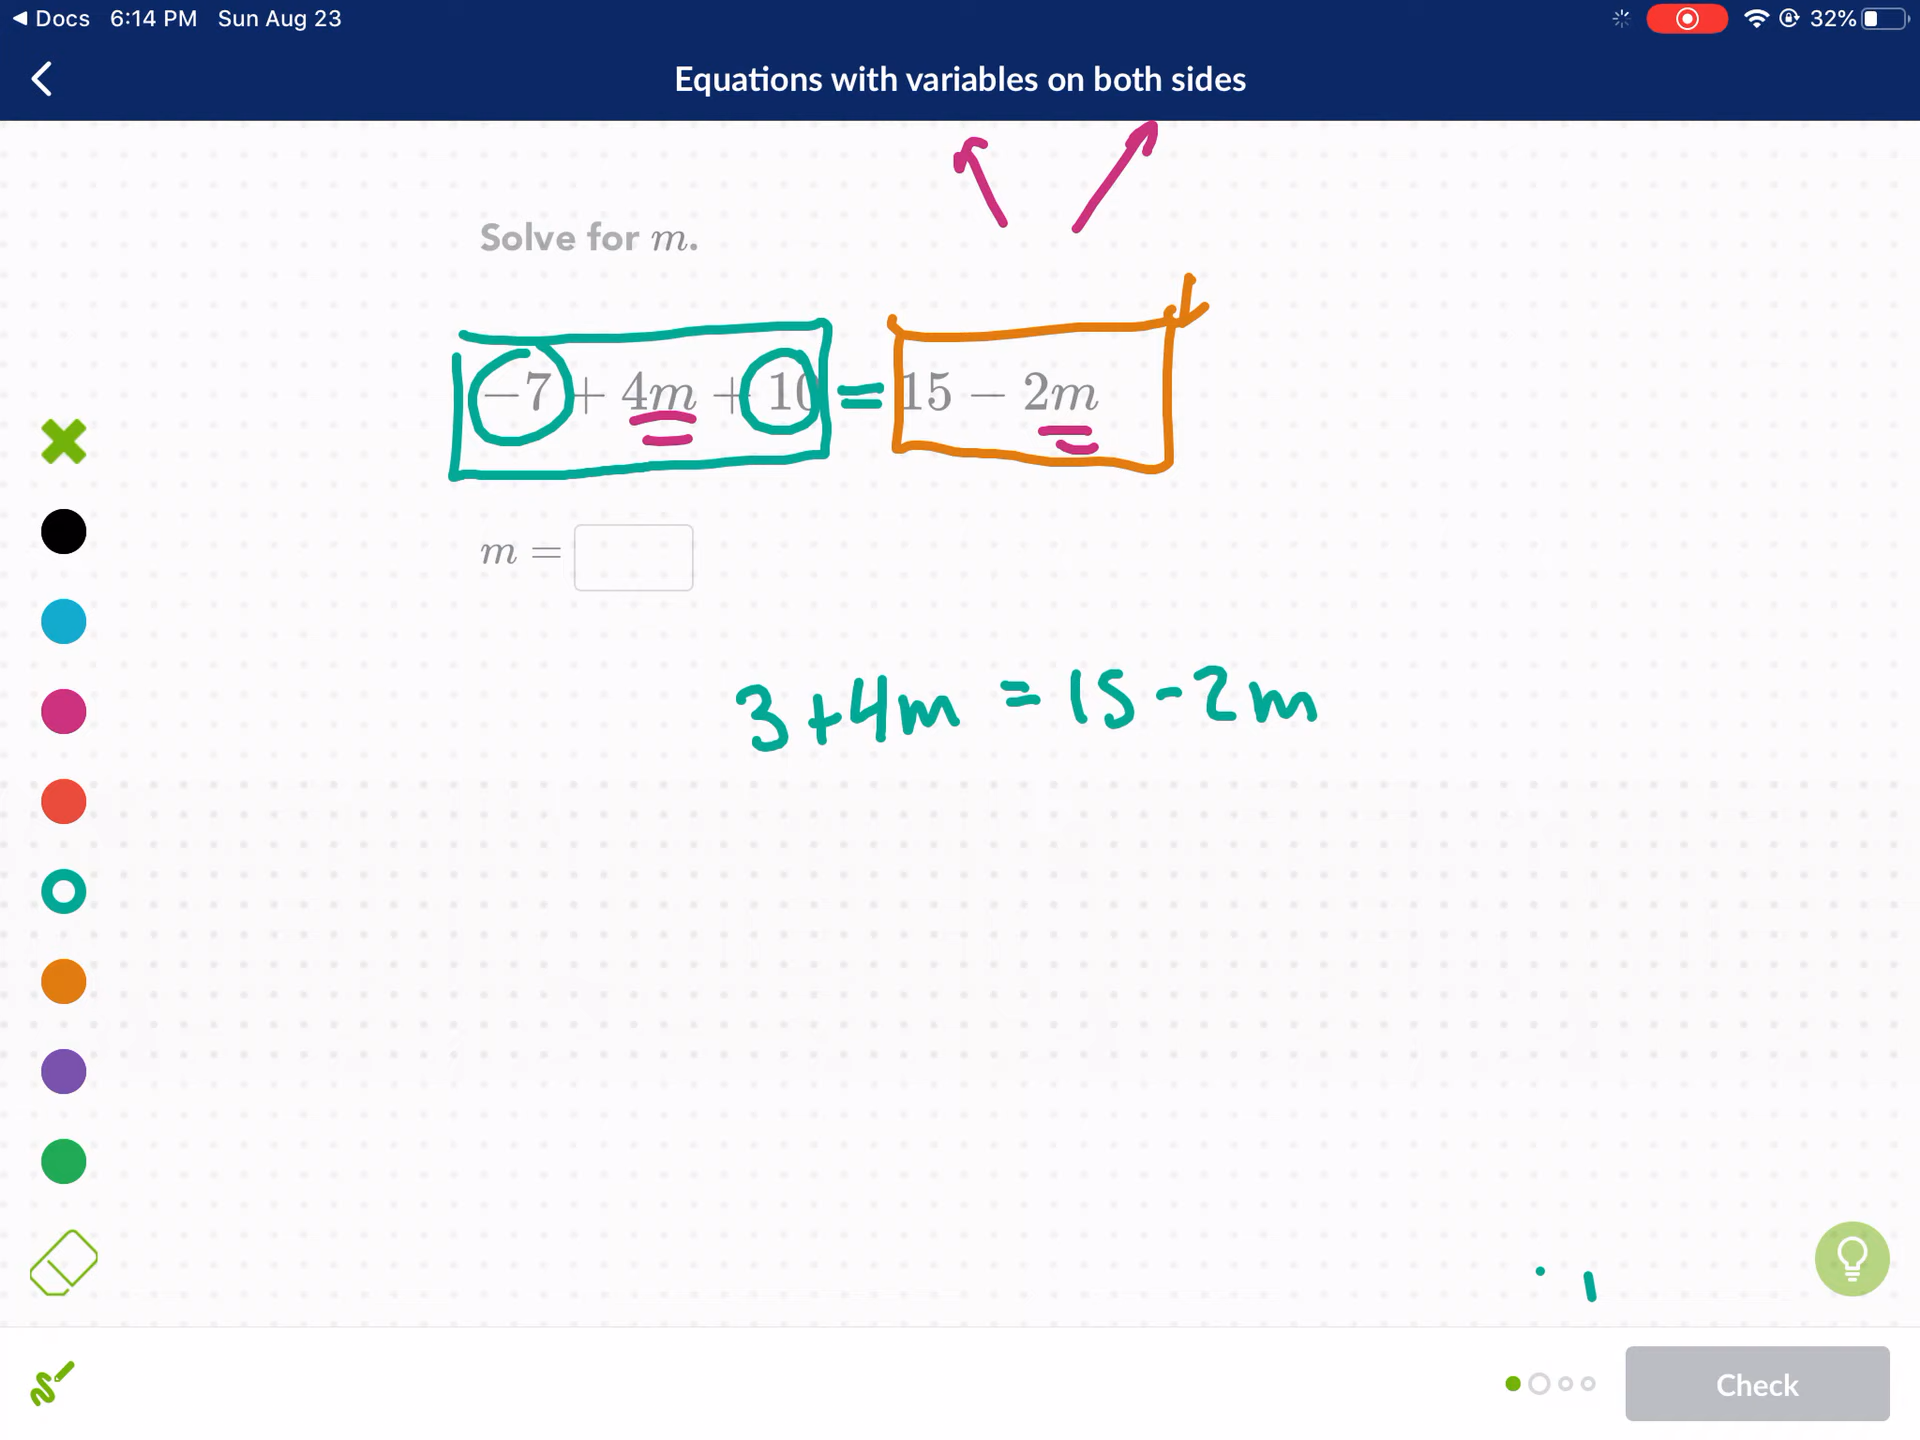 Docs 6:14 PM Sun Aug 23 32%
Equations with variables on both sides
Solve for m.
−7 + 4m + 10 = 15 − 2m
m =
3+4m = 15-2m
Check